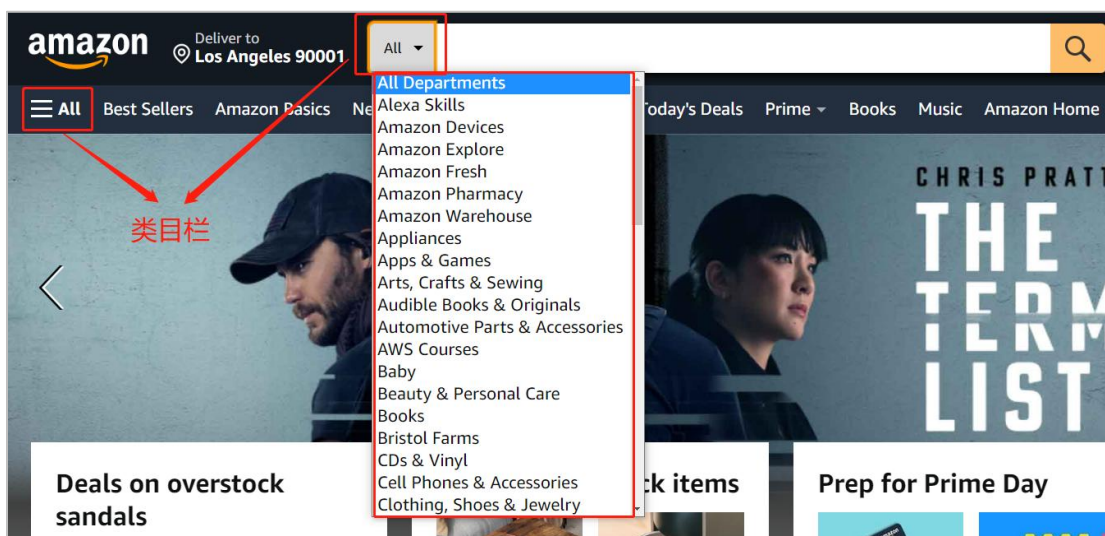 amazon
Deliver to
Los Angeles 90001
All
All
Best Sellers
Amazon Basics
Ne
oday's Deals
Prime
Books
Music
Amazon Home
All Departments
Alexa Skills
Amazon Devices
Amazon Explore
Amazon Fresh
Amazon Pharmacy
Amazon Warehouse
Appliances
Apps & Games
Arts, Crafts & Sewing
Audible Books & Originals
Automotive Parts & Accessories
AWS Courses
Baby
Beauty & Personal Care
Books
Bristol Farms
CDs & Vinyl
Cell Phones & Accessories
Clothing, Shoes & Jewelry
类目栏
CHRIS PRATT
THE
TERM
LIST
Deals on overstock
sandals
ck items
Prep for Prime Day